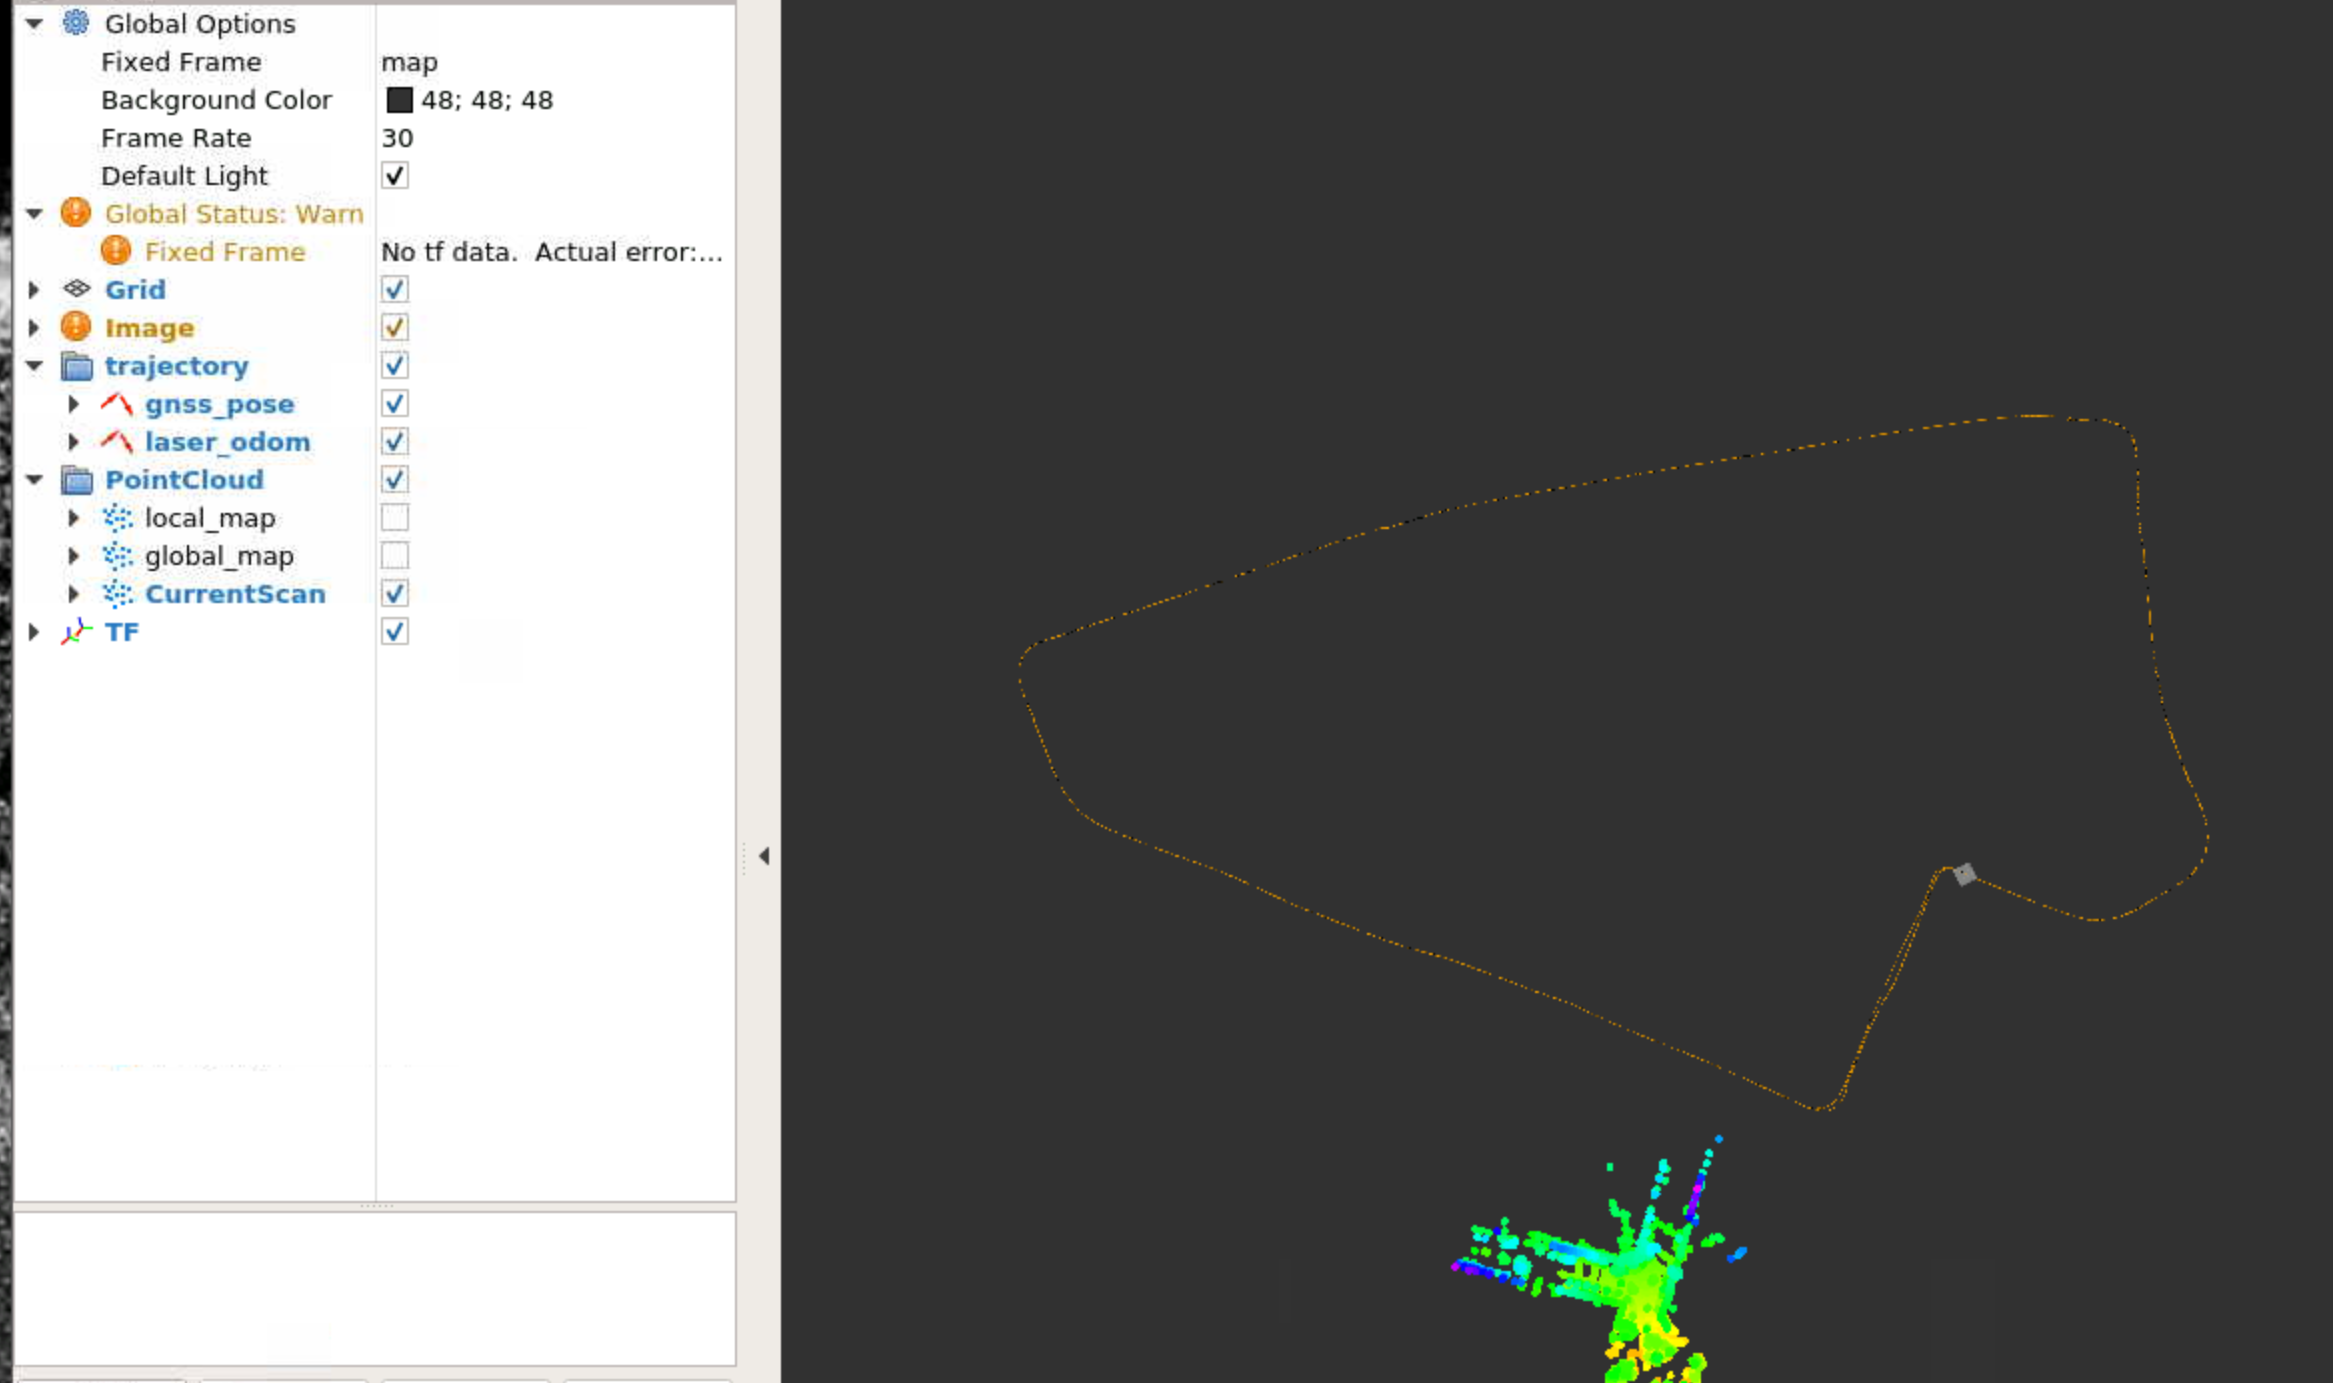 Global Options
Fixed Frame map
Background Color 48; 48; 48
Frame Rate 30
Default Light
Global Status: Warn
Fixed Frame No tf data.  Actual error:...
Grid
Image
trajectory
gnss_pose
laser_odom
PointCloud
local_map
global_map
CurrentScan
TF